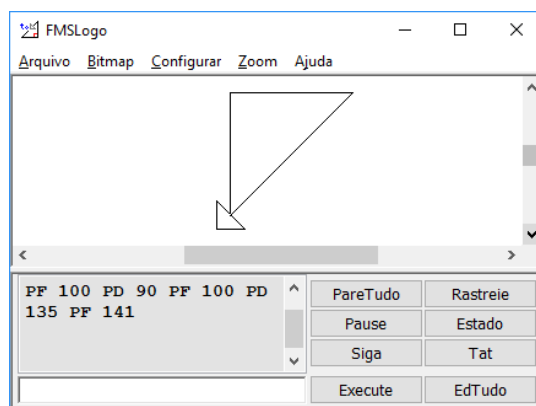 FMSLogo
Arquivo Bitmap Configurar Zoom Ajuda
PF 100 PD 90 PF 100 PD
135 PF 141
PareTudo Rastreie
Pause Estado
Siga Tat
Execute EdTudo